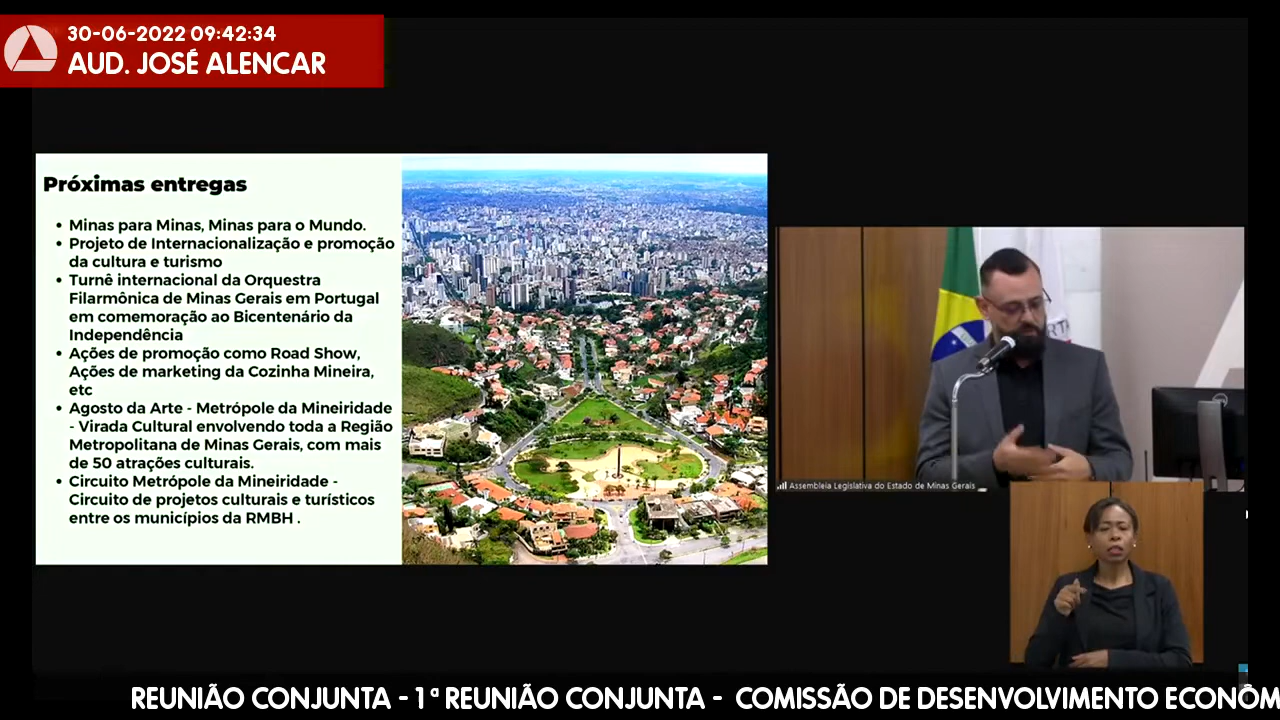 30-06-2022 09:42:34
AUD. JOSÉ ALENCAR
Próximas entregas
• Minas para Minas, Minas para o Mundo.
• Projeto de Internacionalização e promoção
da cultura e turismo
• Turnê internacional da Orquestra
Filarmônica de Minas Gerais em Portugal
em comemoração ao Bicentenário da
Independência
• Ações de promoção como Road Show,
Ações de marketing da Cozinha Mineira,
etc
• Agosto da Arte - Metrópole da Mineiridade
- Virada Cultural envolvendo toda a Região
Metropolitana de Minas Gerais, com mais
de 50 atrações culturais.
• Circuito Metrópole da Mineiridade -
Circuito de projetos culturais e turísticos
entre os municípios da RMBH .
Assembleia Legislativa do Estado de Minas Gerais
REUNIÃO CONJUNTA - 1ª REUNIÃO CONJUNTA - COMISSÃO DE DESENVOLVIMENTO ECONÔM